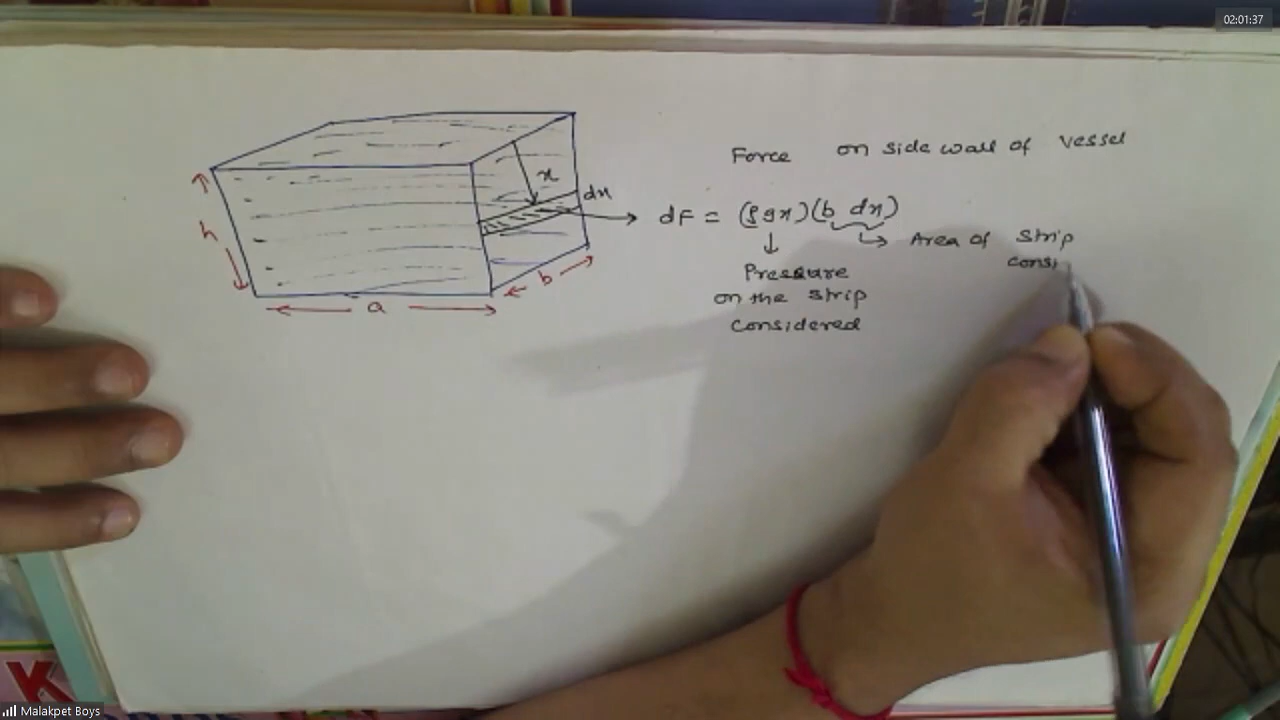 02:01:37
Force on side wall of vessel
x
dx
h
dF = (ρgx)(b dx)
Area of strip
consi
Pressure
on the strip
considered
b
a
K
Malakpet Boys